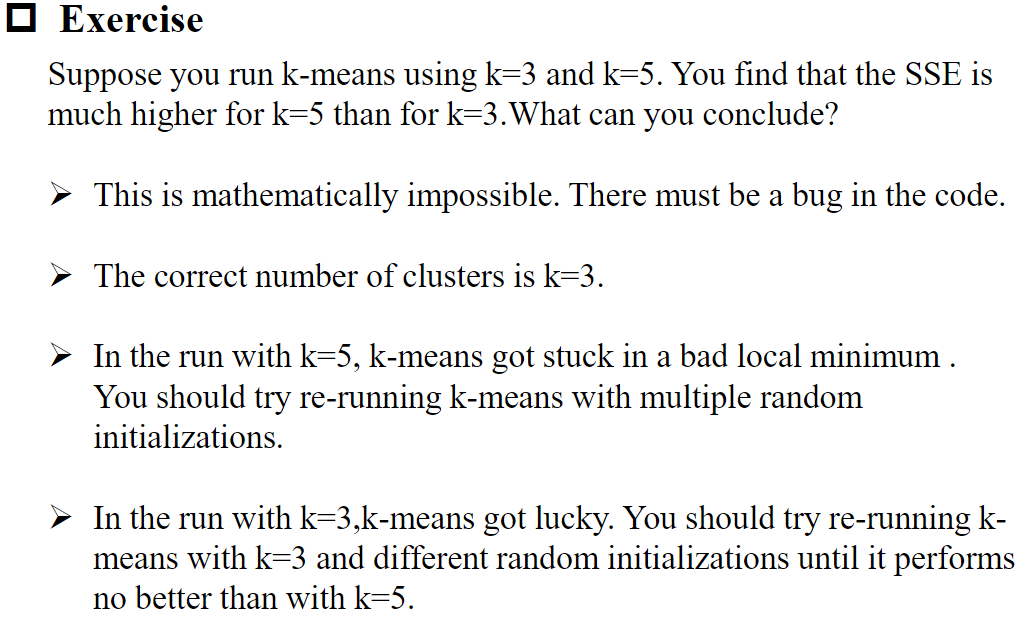 Exercise
Suppose you run k-means using k=3 and k=5. You find that the SSE is
much higher for k=5 than for k=3.What can you conclude?
This is mathematically impossible. There must be a bug in the code.
The correct number of clusters is k=3.
In the run with k=5, k-means got stuck in a bad local minimum .
You should try re-running k-means with multiple random
initializations.
In the run with k=3,k-means got lucky. You should try re-running k-
means with k=3 and different random initializations until it performs
no better than with k=5.